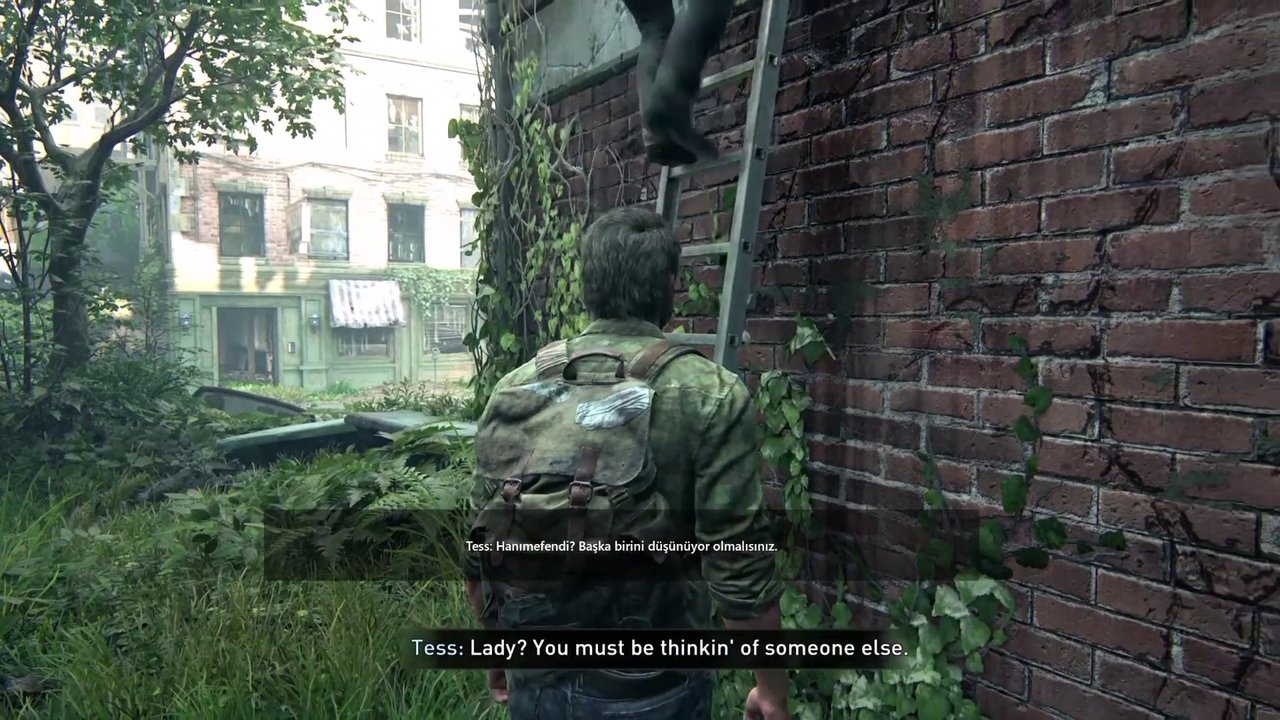 Tess: Hanımefendi? Başka birini düşünüyor olmalısınız.
Tess: Lady? You must be thinkin' of someone else.